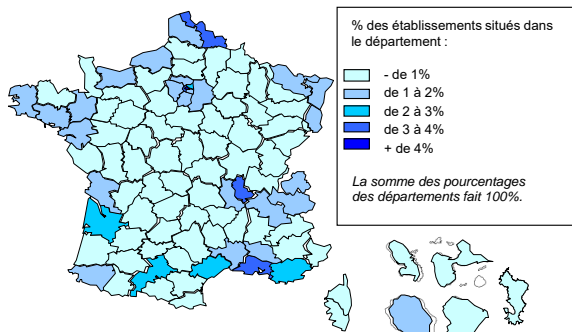 % des établissements situés dans
le département :
- de 1%
de 1 à 2%
de 2 à 3%
de 3 à 4%
+ de 4%
La somme des pourcentages
des départements fait 100%.